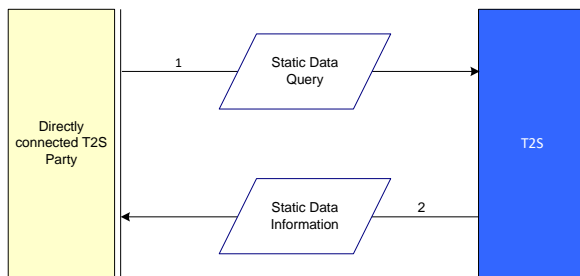 1
Static Data
Query
Directly
connected T2S
Party
T2S
Static Data
Information
2